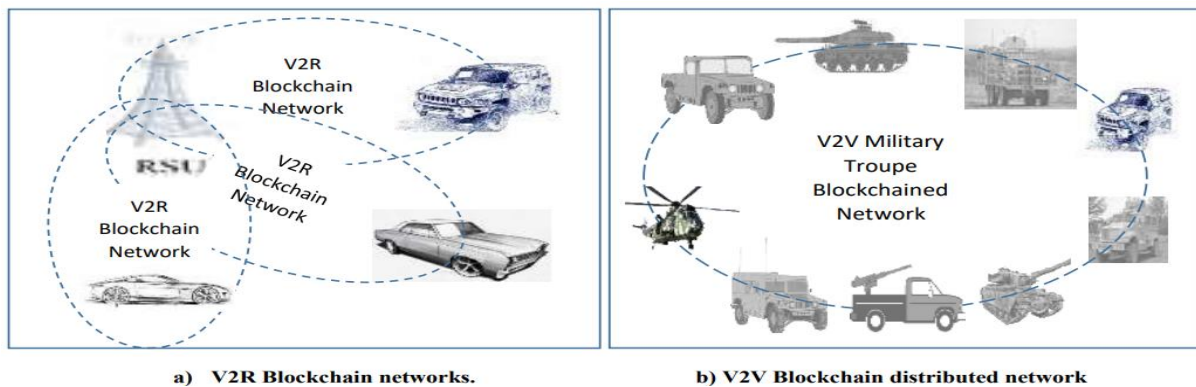 V2R
Blockchain
Network
RSU
V2R
Blockchain
Network
V2R
Blockchain
Network
V2V Military
Troupe
Blockchained
Network
a) V2R Blockchain networks.
b) V2V Blockchain distributed network